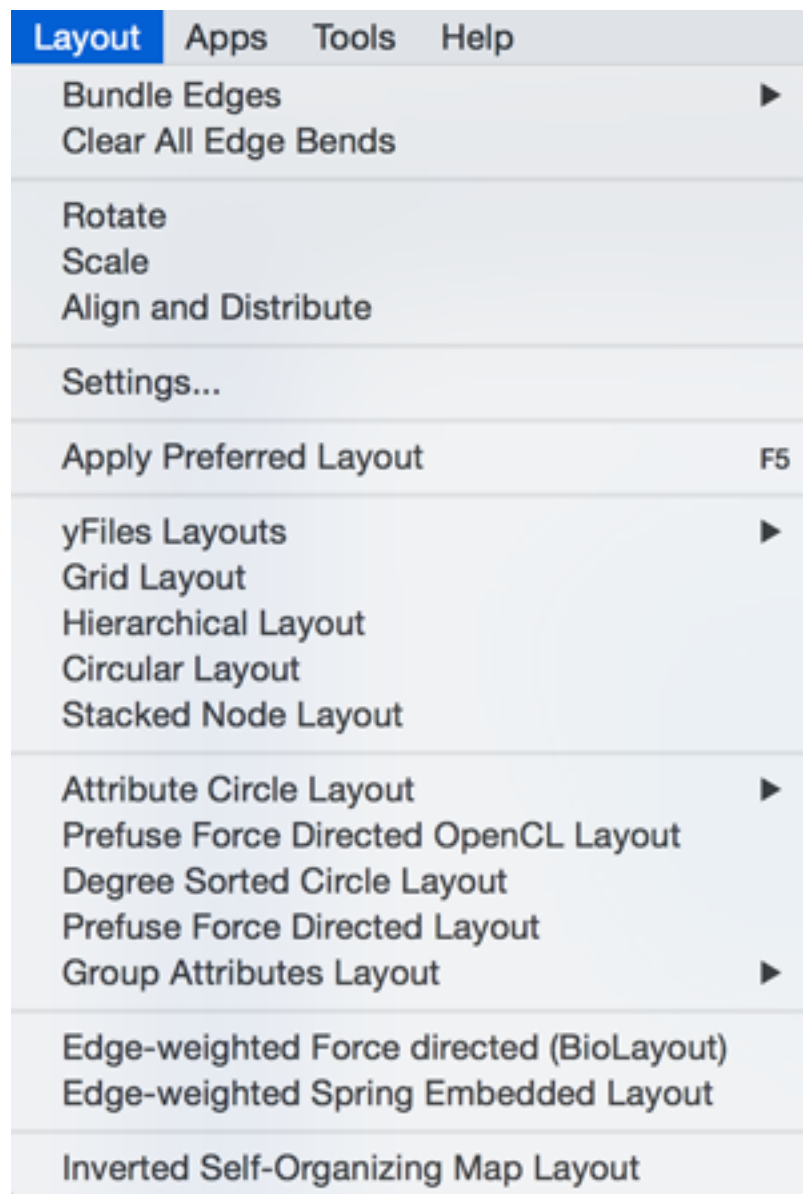 Layout Apps Tools Help
Bundle Edges
Clear All Edge Bends
Rotate
Scale
Align and Distribute
Settings...
Apply Preferred Layout F5
yFiles Layouts
Grid Layout
Hierarchical Layout
Circular Layout
Stacked Node Layout
Attribute Circle Layout
Prefuse Force Directed OpenCL Layout
Degree Sorted Circle Layout
Prefuse Force Directed Layout
Group Attributes Layout
Edge-weighted Force directed (BioLayout)
Edge-weighted Spring Embedded Layout
Inverted Self-Organizing Map Layout